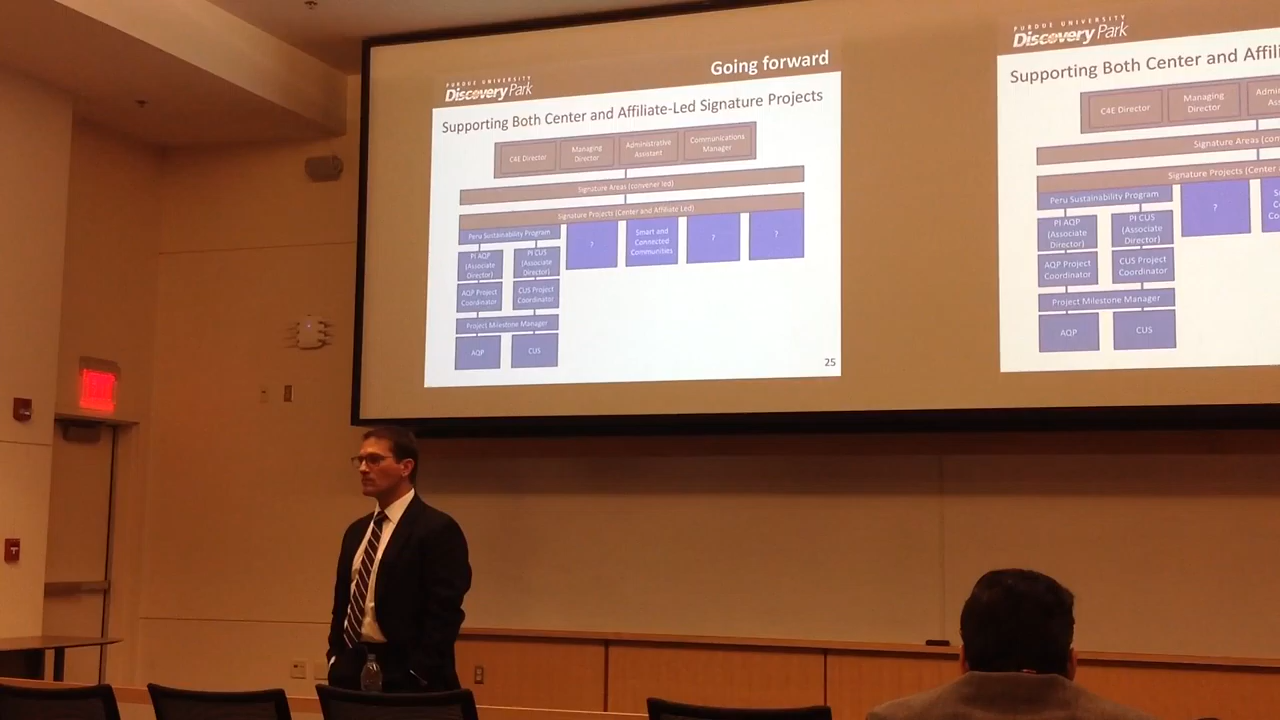 PURDUE UNIVERSITY
Discovery Park
Going forward
Supporting Both Center and Affiliate-Led Signature Projects
C4E Director
Managing
Director
Administrative
Assistant
Communications
Manager
Signature Areas (convener led)
Signature Projects (Center and Affiliate Led)
Peru Sustainability Program
?
Smart and
Connected
Communities
?
?
PI AQP
(Associate
Director)
PI CUS
(Associate
Director)
AQP Project
Coordinator
CUS Project
Coordinator
Project Milestone Manager
AQP
CUS
25
PURDUE UNIVERSITY
Discovery Park
Supporting Both Center and Affili
C4E Director
Managing
Director
Admin
Ass
Signature Areas (con
Signature Projects (Center
Peru Sustainability Program
?
S
Co
Co
PI AQP
(Associate
Director)
PI CUS
(Associate
Director)
AQP Project
Coordinator
CUS Project
Coordinator
Project Milestone Manager
AQP
CUS